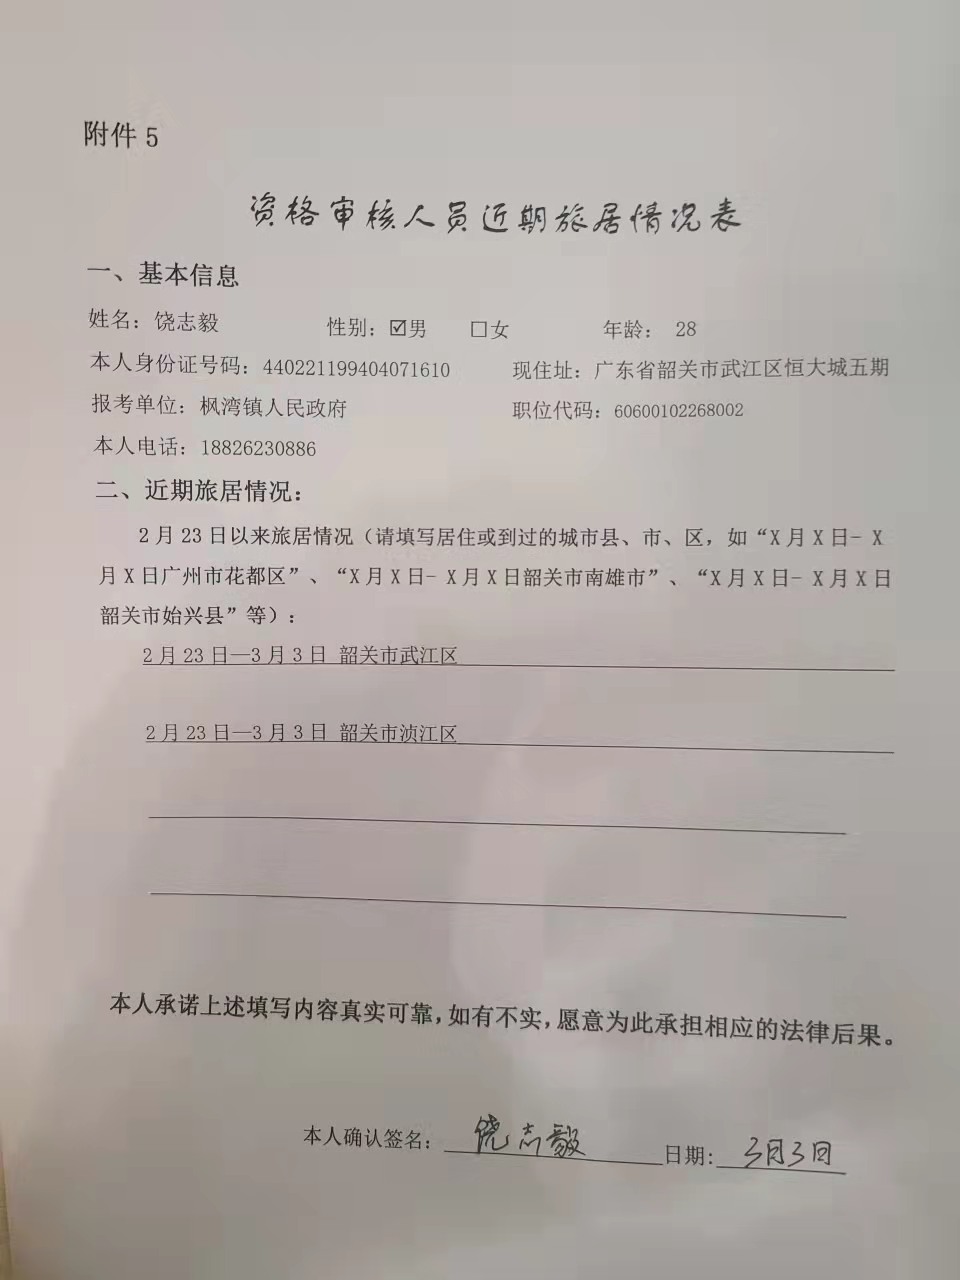 附件 5
资格审核人员近期旅居情况表
一、基本信息
姓名：饶志毅 性别：☑男 ☐女 年龄： 28
本人身份证号码：440221199404071610 现住址：广东省韶关市武江区恒大城五期
报考单位：枫湾镇人民政府 职位代码：60600102268002
本人电话：18826230886
二、近期旅居情况：
2 月 23 日以来旅居情况（请填写居住或到过的城市县、市、区，如“X 月 X 日- X
月 X 日广州市花都区”、“X 月 X 日- X 月 X 日韶关市南雄市”、“X 月 X 日- X 月 X 日
韶关市始兴县”等）：
2 月 23 日—3 月 3 日 韶关市武江区
2 月 23 日—3 月 3 日 韶关市浈江区
本人承诺上述填写内容真实可靠，如有不实，愿意为此承担相应的法律后果。
本人确认签名： 饶志毅 日期： 3月3日